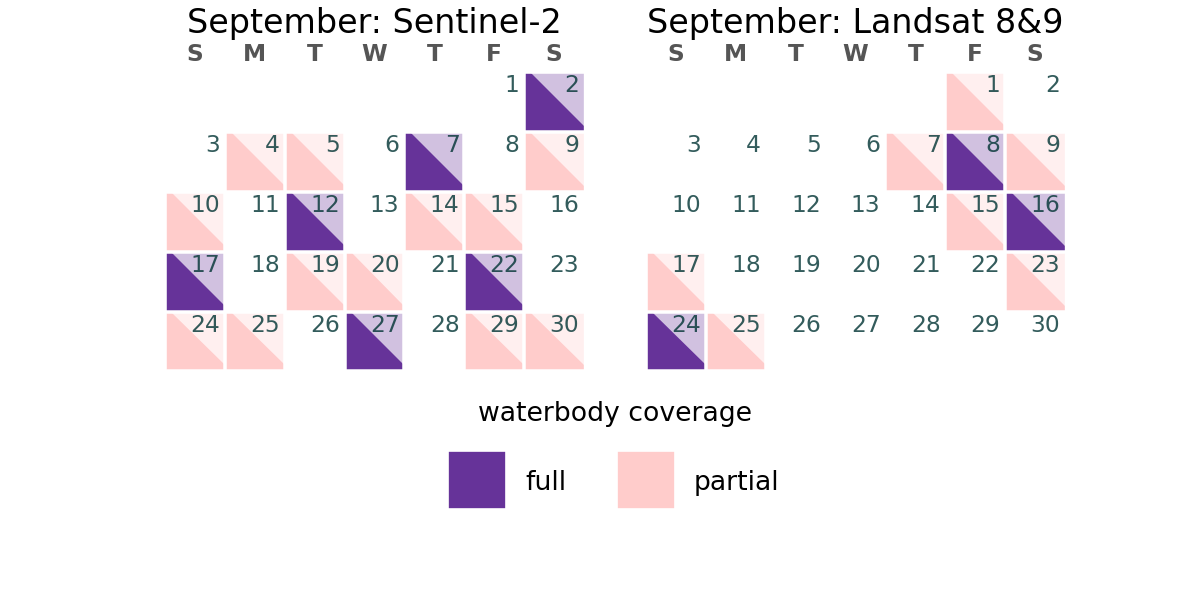 September: Sentinel-2
S M T W T F S
1 2
3 4 5 6 7 8 9
10 11 12 13 14 15 16
17 18 19 20 21 22 23
24 25 26 27 28 29 30
September: Landsat 8&9
S M T W T F S
1 2
3 4 5 6 7 8 9
10 11 12 13 14 15 16
17 18 19 20 21 22 23
24 25 26 27 28 29 30
waterbody coverage
full partial